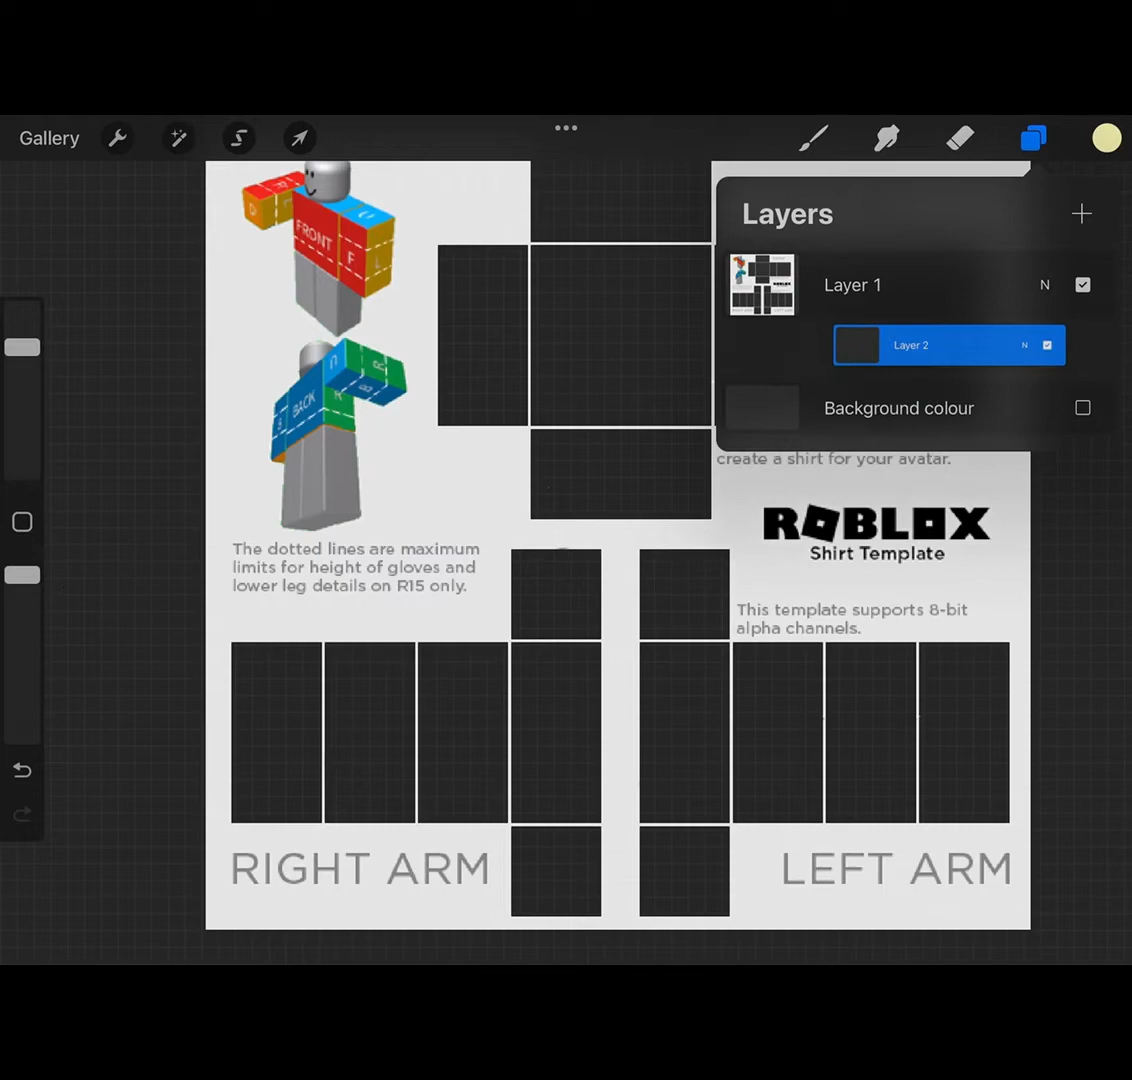 Gallery
Layers
Layer 1
N
Layer 2
N
Background colour
FRONT
F
L
BACK
R
create a shirt for your avatar.
ROBLOX
Shirt Template
The dotted lines are maximum
limits for height of gloves and
lower leg details on R15 only.
This template supports 8-bit
alpha channels.
RIGHT ARM
LEFT ARM